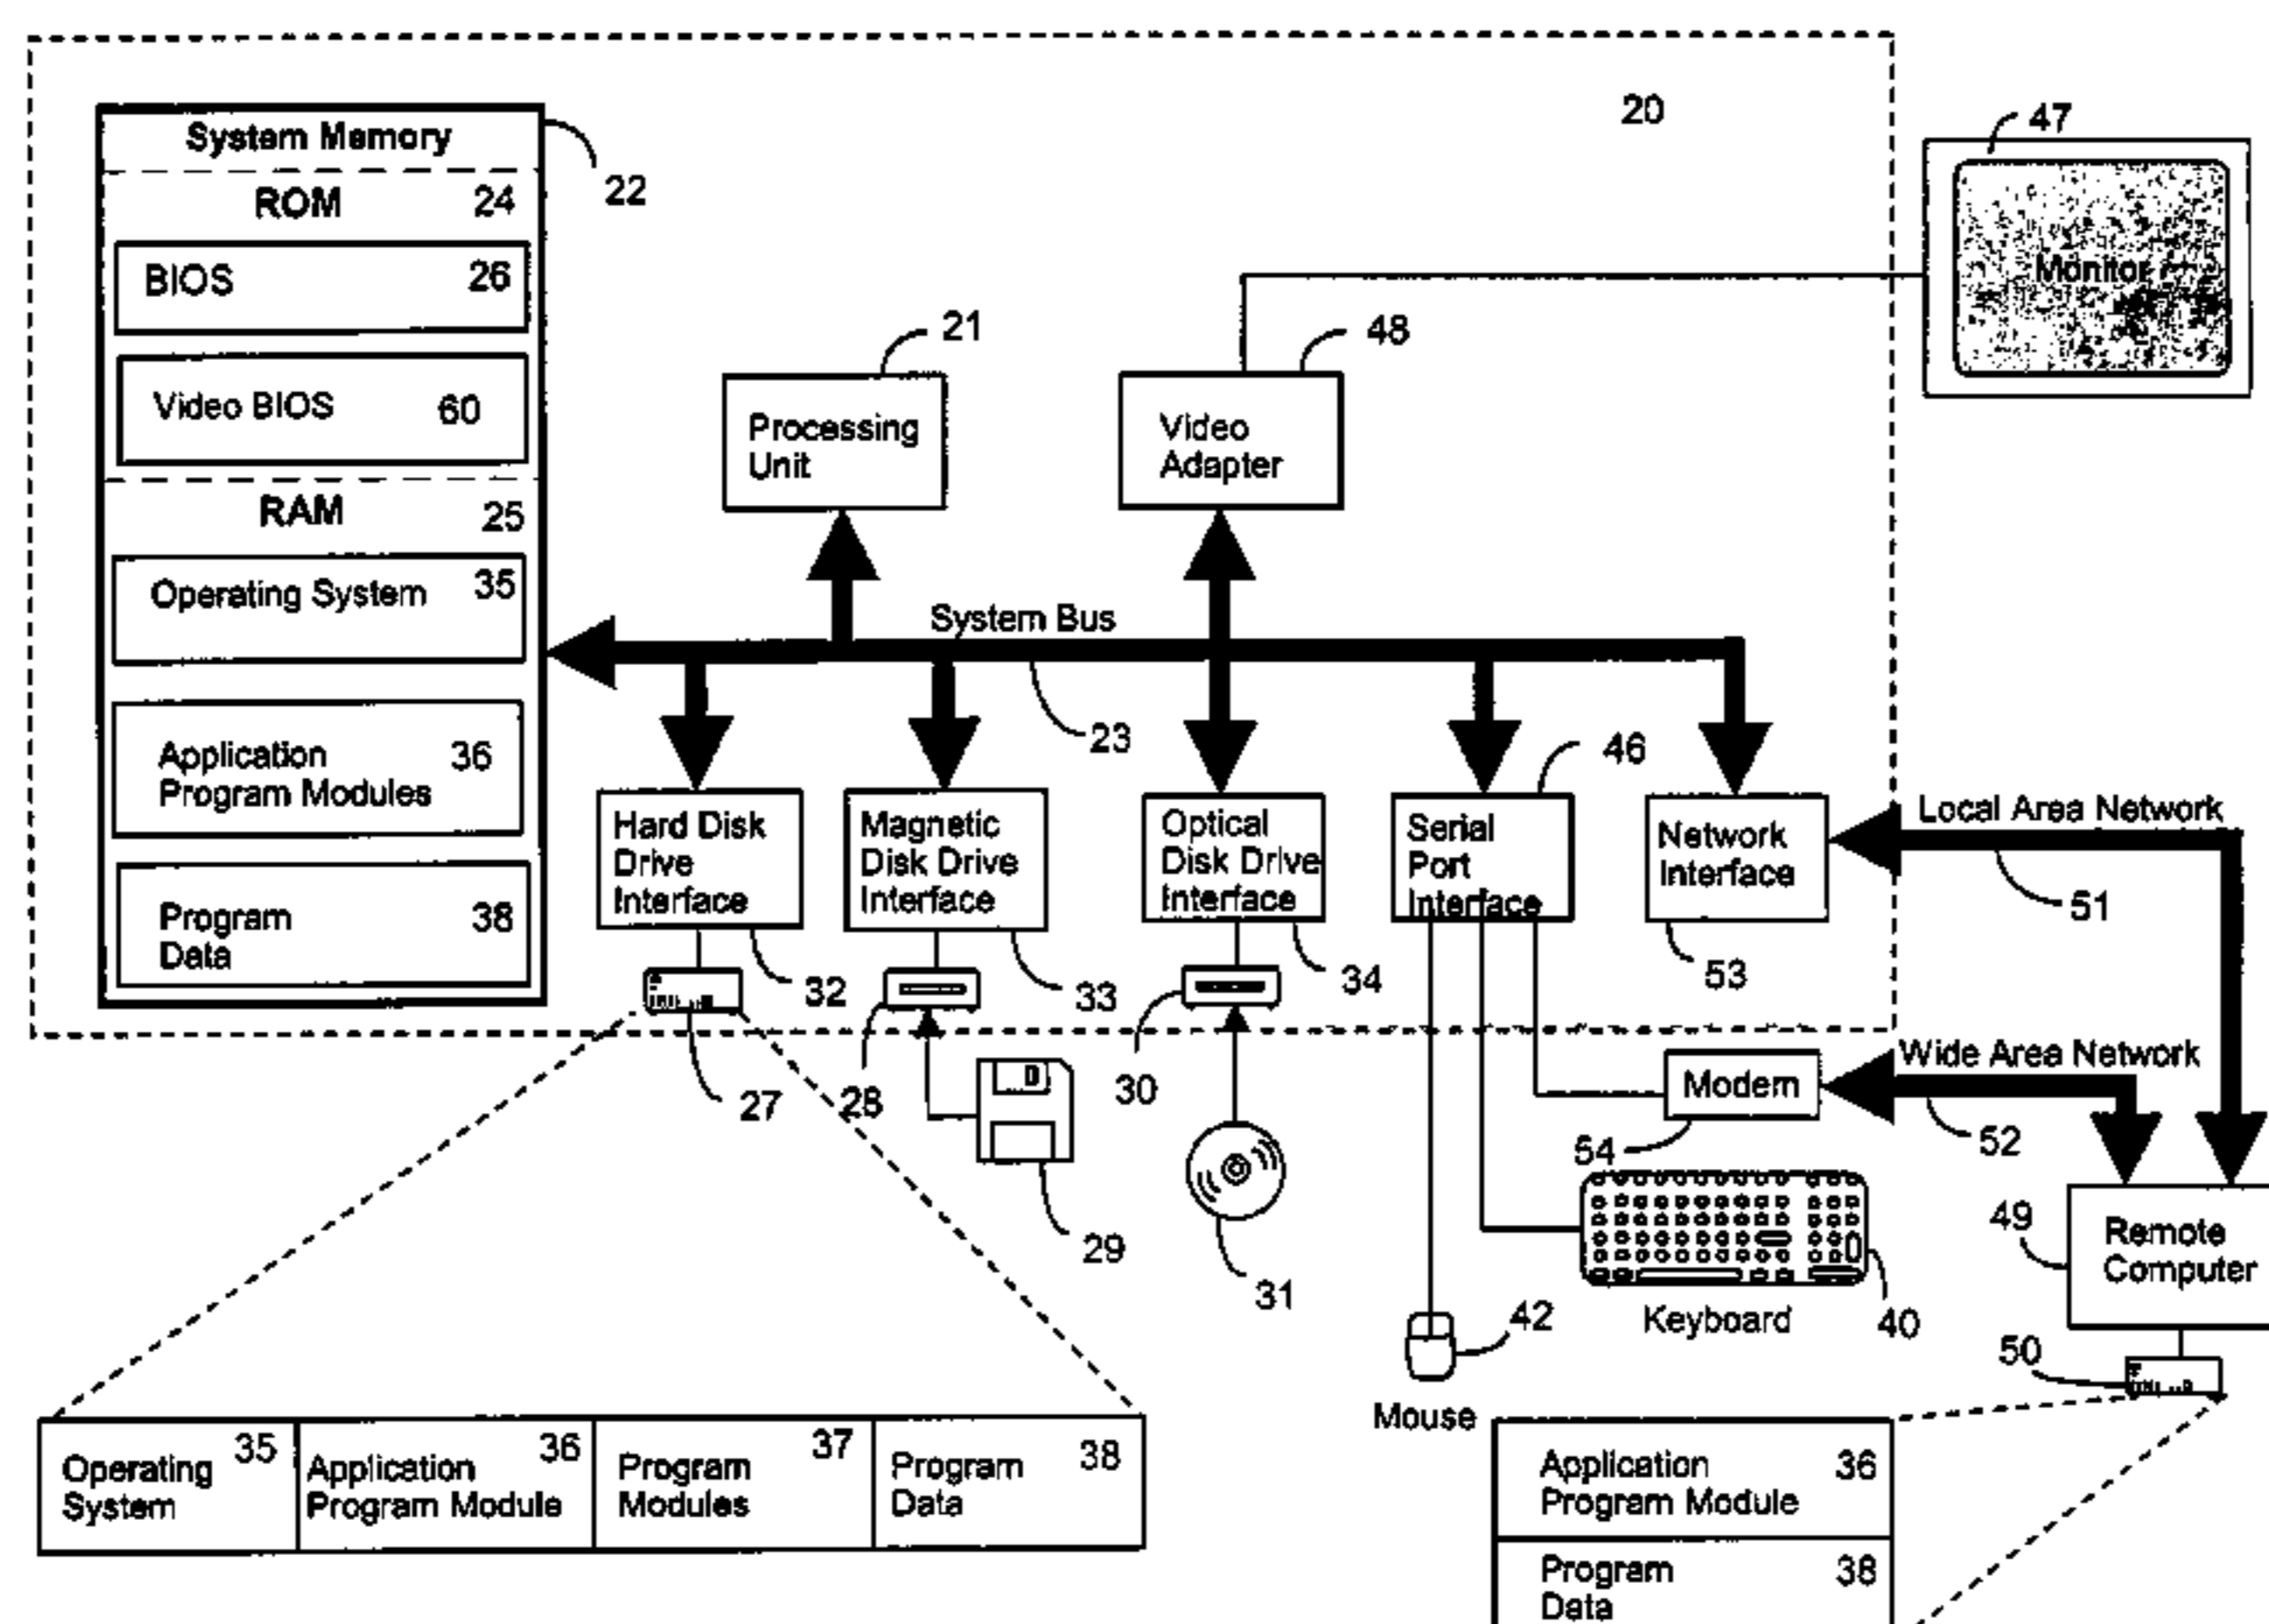 20
47
System Memory
22
ROM 24
BIOS 26
Monitor
21
48
Video BIOS 60
Processing
Unit
Video
Adapter
RAM 25
Operating System 35
System Bus
23
46
Application
Program Modules
36
Hard Disk
Drive
Interface
Magnetic
Disk Drive
Interface
Optical
Disk Drive
Interface
Serial
Port
Interface
Network
Interface
Local Area Network
51
Program
Data
38
32
33
34
53
27
28
30
Modem
Wide Area Network
52
54
29
31
49
Remote
Computer
42
Keyboard
40
50
Mouse
Operating
System
35
Application
Program Module
36
Program
Modules
37
Program
Data
38
Application
Program Module
36
Program
Data
38